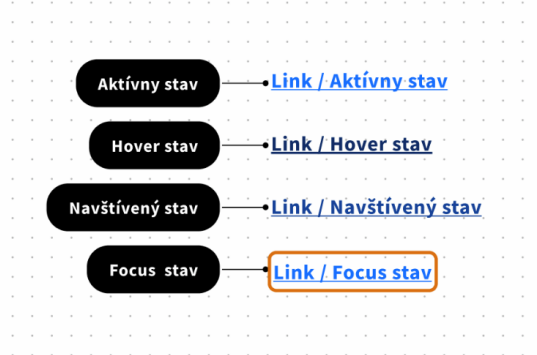 Aktívny stav
Link / Aktívny stav
Hover stav
Link / Hover stav
Navštívený stav
Link / Navštívený stav
Focus stav
Link / Focus stav